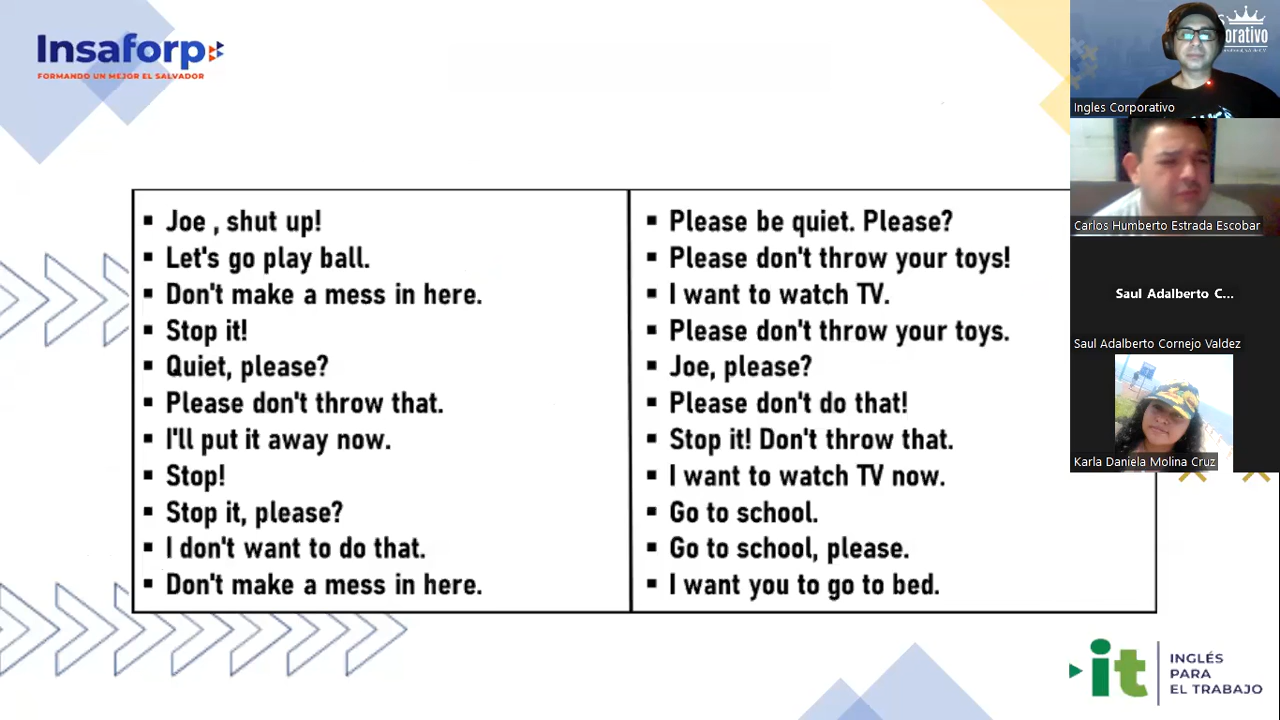 Insaforp
FORMANDO UN MEJOR EL SALVADOR
Joe , shut up!
Let's go play ball.
Don't make a mess in here.
Stop it!
Quiet, please?
Please don't throw that.
I'll put it away now.
Stop!
Stop it, please?
I don't want to do that.
Don't make a mess in here.
Please be quiet. Please?
Please don't throw your toys!
I want to watch TV.
Please don't throw your toys.
Joe, please?
Please don't do that!
Stop it! Don't throw that.
I want to watch TV now.
Go to school.
Go to school, please.
I want you to go to bed.
Ingles Corporativo
Carlos Humberto Estrada Escobar
Saul Adalberto C...
Saul Adalberto Cornejo Valdez
Karla Daniela Molina Cruz
it
INGLÉS
PARA
EL TRABAJO